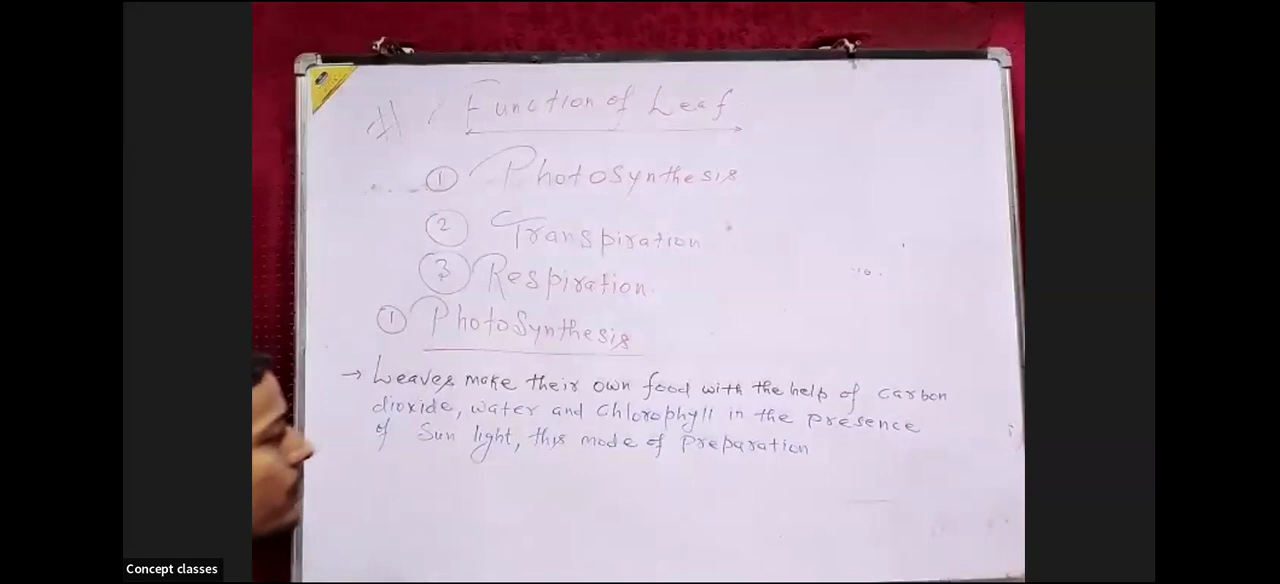 Function of Leaf
① Photosynthesis
② Transpiration
③ Respiration
① Photosynthesis
→ Leaves make their own food with the help of carbon
dioxide, water and Chlorophyll in the presence
of Sun light, this mode of Preparation
Concept classes